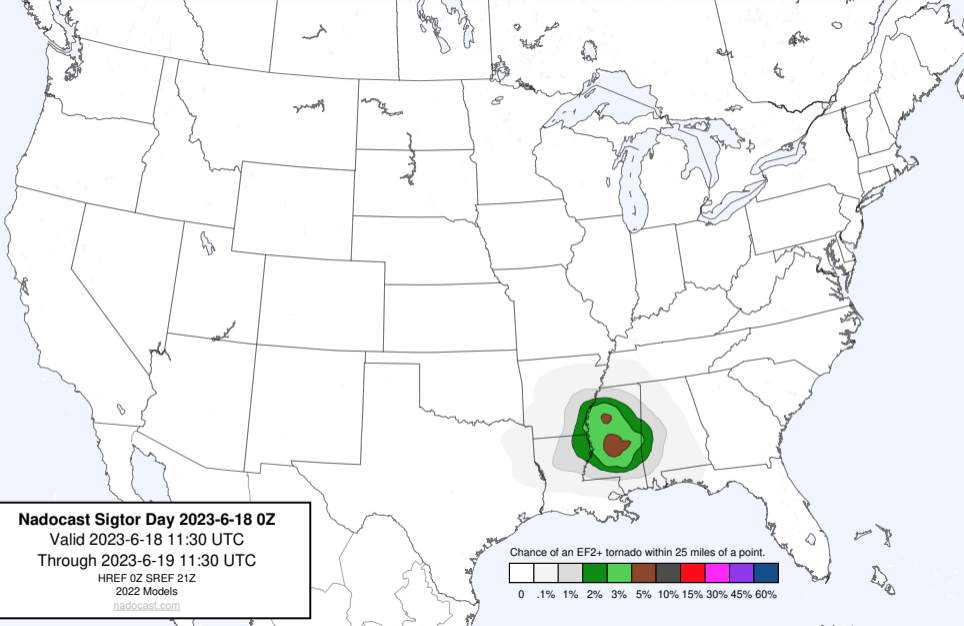 Nadocast Sigtor Day 2023-6-18 0Z
Valid 2023-6-18 11:30 UTC
Through 2023-6-19 11:30 UTC
HREF 0Z SREF 21Z
2022 Models
nadocast.com
Chance of an EF2+ tornado within 25 miles of a point.
0 .1% 1% 2% 3% 5% 10% 15% 30% 45% 60%